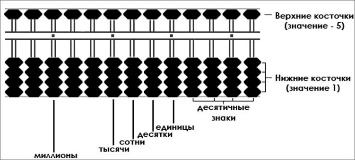 Верхние косточки
(значение - 5)
Нижние косточки
(значение 1)
десятичные
знаки
единицы
десятки
сотни
тысячи
миллионы